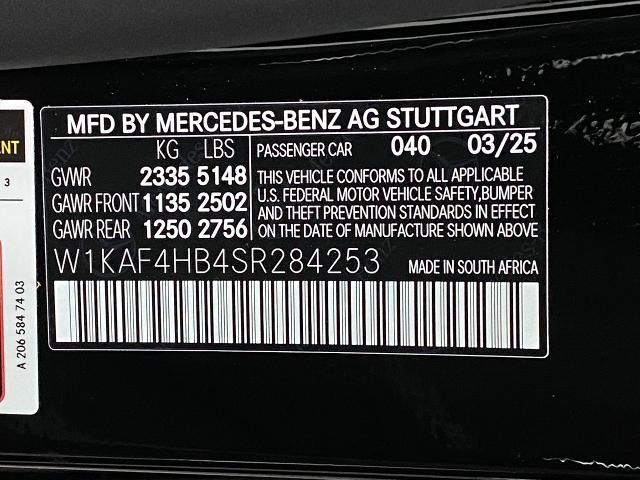 MFD BY MERCEDES-BENZ AG STUTTGART
KG LBS
GVWR 2335 5148
GAWR FRONT 1135 2502
GAWR REAR 1250 2756
PASSENGER CAR 040 03/25
THIS VEHICLE CONFORMS TO ALL APPLICABLE
U.S. FEDERAL MOTOR VEHICLE SAFETY,BUMPER
AND THEFT PREVENTION STANDARDS IN EFFECT
ON THE DATE OF MANUFACTURE SHOWN ABOVE
W1KAF4HB4SR284253 MADE IN SOUTH AFRICA
3
A 206 584 74 03